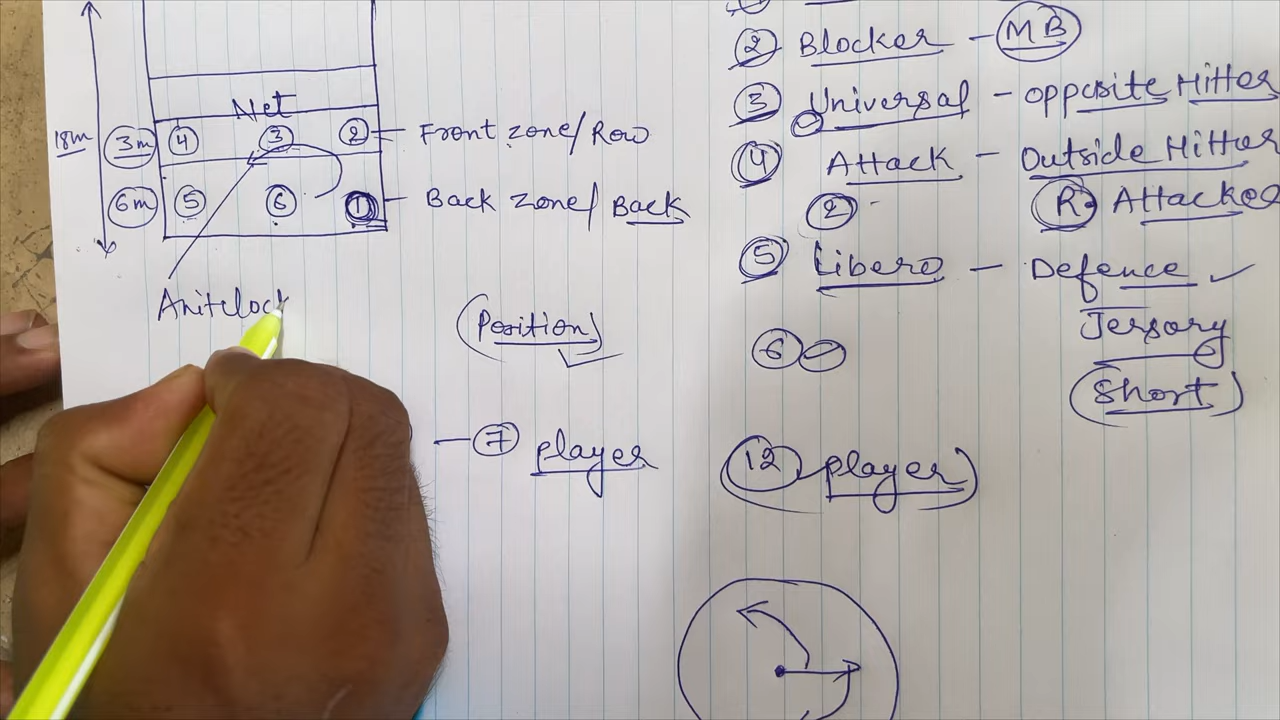 Net
18m
3m 4 3 2 Front zone/Row
6m 5 6 1 Back zone/Back
Anitclock
Position
7 player
2 Blocker - MB
3 Universal - opposite Hitter
4 Attack - Outside Hitter
2 R Attacker
5 Libero - Defence
Jersory
6
Short
12 player